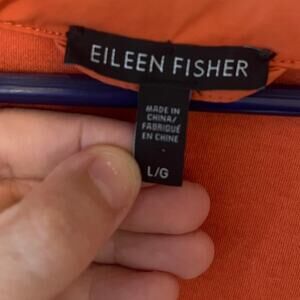 EILEEN FISHER
MADE IN
CHINA/
FABRIQUÉ
EN CHINE
L/G